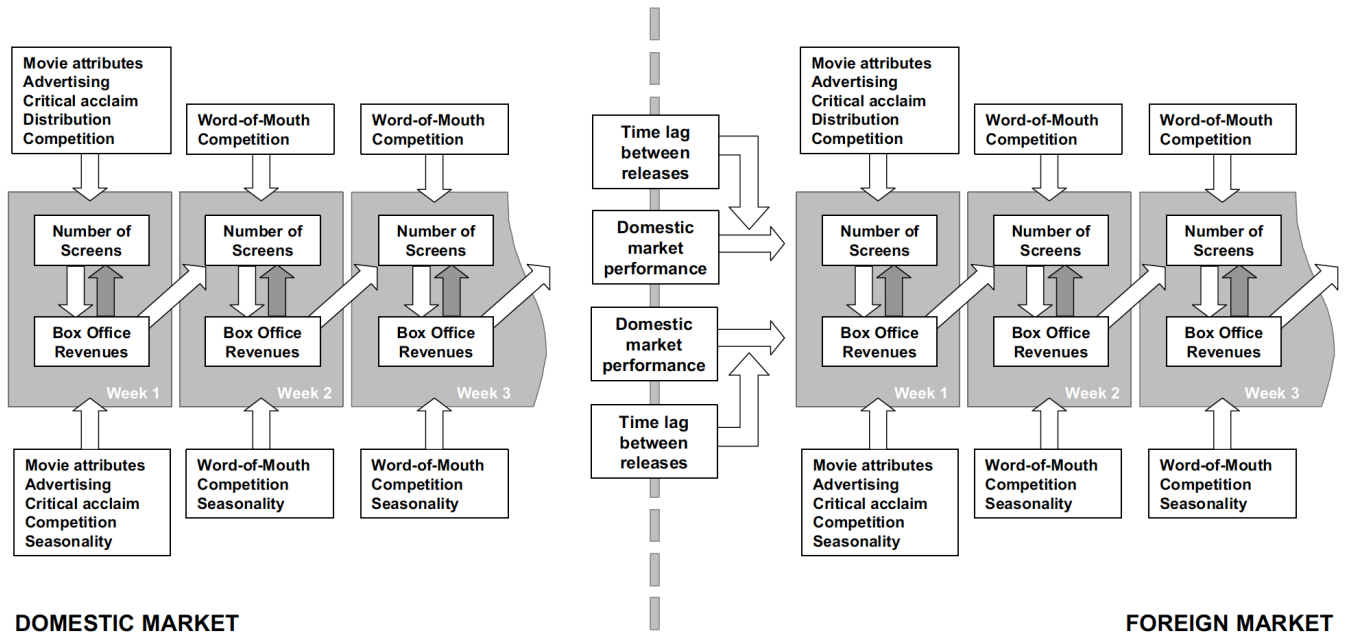 Movie attributes
Advertising
Critical acclaim
Distribution
Competition
Word-of-Mouth
Competition
Word-of-Mouth
Competition
Number of
Screens
Number of
Screens
Number of
Screens
Box Office
Revenues
Box Office
Revenues
Box Office
Revenues
Week 1
Week 2
Week 3
Movie attributes
Advertising
Critical acclaim
Competition
Seasonality
Word-of-Mouth
Competition
Seasonality
Word-of-Mouth
Competition
Seasonality
DOMESTIC MARKET
Time lag
between
releases
Domestic
market
performance
Domestic
market
performance
Time lag
between
releases
Movie attributes
Advertising
Critical acclaim
Distribution
Competition
Word-of-Mouth
Competition
Word-of-Mouth
Competition
Number of
Screens
Number of
Screens
Number of
Screens
Box Office
Revenues
Box Office
Revenues
Box Office
Revenues
Week 1
Week 2
Week 3
Movie attributes
Advertising
Critical acclaim
Competition
Seasonality
Word-of-Mouth
Competition
Seasonality
Word-of-Mouth
Competition
Seasonality
FOREIGN MARKET